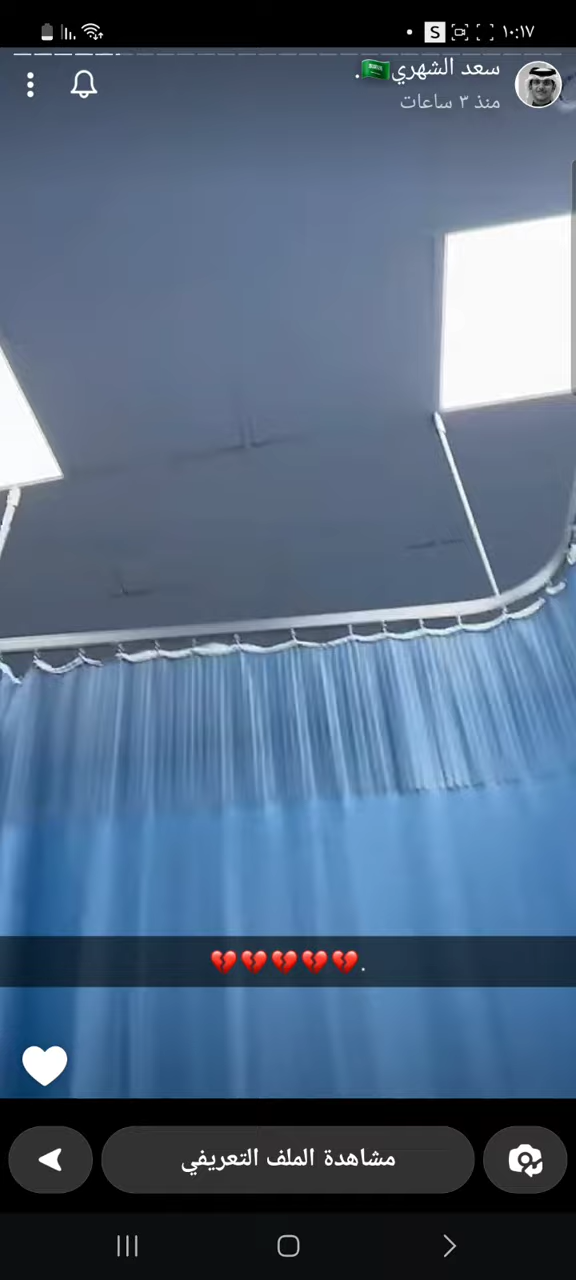 ١٠:١٧
S
سعد الشهري🇸🇦.
منذ ٣ ساعات
💔💔💔💔💔.
مشاهدة الملف التعريفي